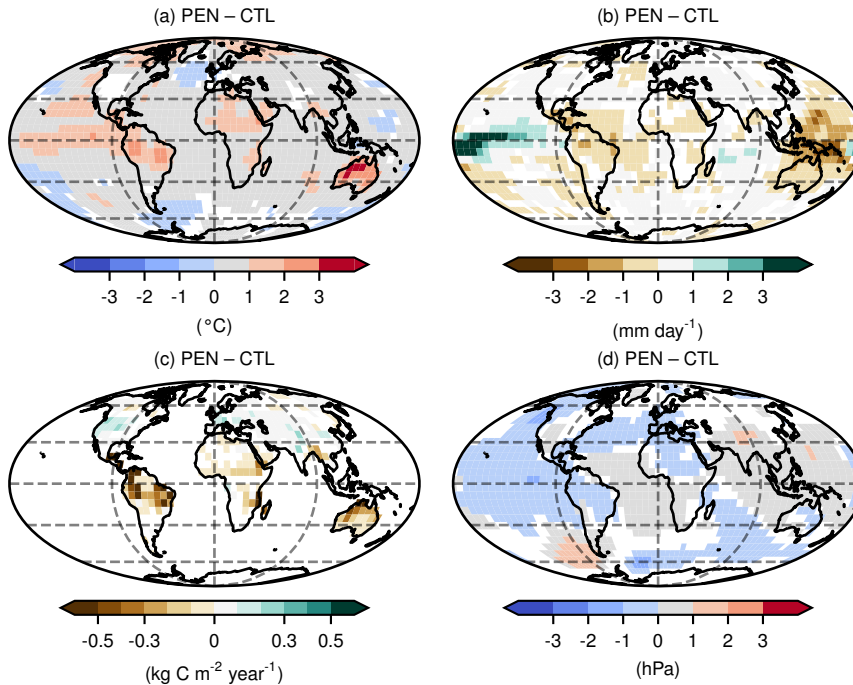 (a) PEN – CTL
(b) PEN – CTL
-3 -2 -1 0 1 2 3
(°C)
-3 -2 -1 0 1 2 3
(mm day⁻¹)
(c) PEN – CTL
(d) PEN – CTL
-0.5 -0.3 0 0.3 0.5
(kg C m⁻² year⁻¹)
-3 -2 -1 0 1 2 3
(hPa)